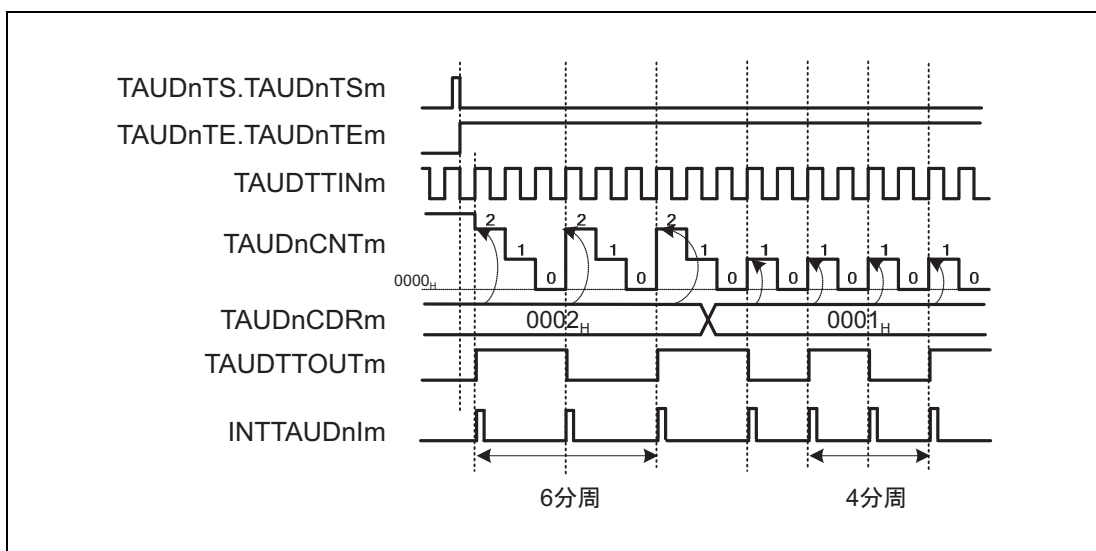 TAUDnTS.TAUDnTSm
TAUDnTE.TAUDnTEm
TAUDTTINm
TAUDnCNTm
2
1
0
2
1
0
2
1
0
1
0
1
0
1
0
1
0
0000H
TAUDnCDRm
0002H
0001H
TAUDTTOUTm
INTTAUDnIm
6分周
4分周